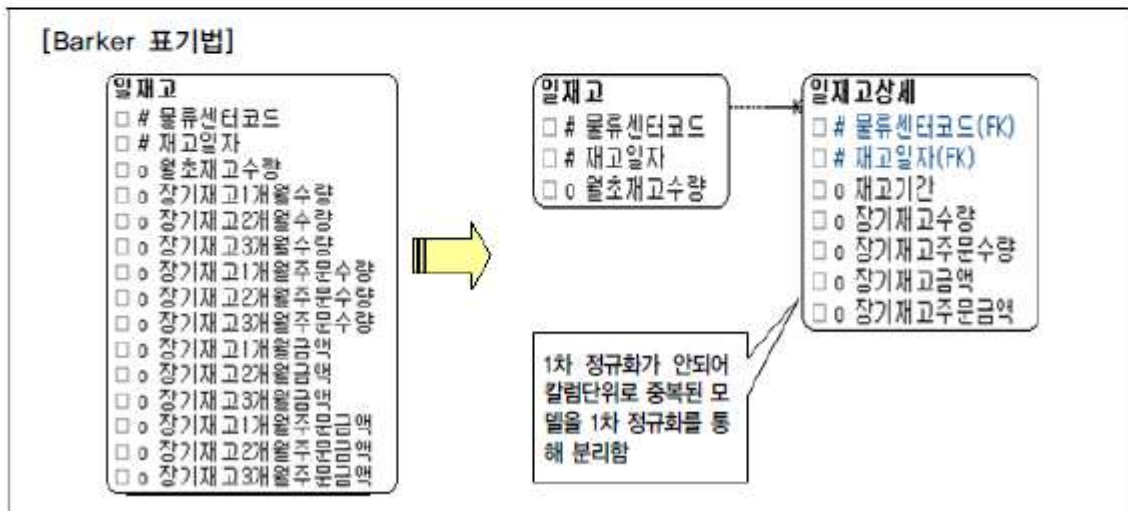 [Barker 표기법]
일재고
□ # 물류센터코드
□ # 재고일자
□ o 월초재고수량
□ o 장기재고1개월수량
□ o 장기재고2개월수량
□ o 장기재고3개월수량
□ o 장기재고1개월주문수량
□ o 장기재고2개월주문수량
□ o 장기재고3개월주문수량
□ o 장기재고1개월금액
□ o 장기재고2개월금액
□ o 장기재고3개월금액
□ o 장기재고1개월주문금액
□ o 장기재고2개월주문금액
□ o 장기재고3개월주문금액
일재고
□ # 물류센터코드
□ # 재고일자
□ o 월초재고수량
일재고상세
□ # 물류센터코드(FK)
□ # 재고일자(FK)
□ o 재고기간
□ o 장기재고수량
□ o 장기재고주문수량
□ o 장기재고금액
□ o 장기재고주문금액
1차 정규화가 안되어
칼럼단위로 중복된 모
델을 1차 정규화를 통
해 분리함